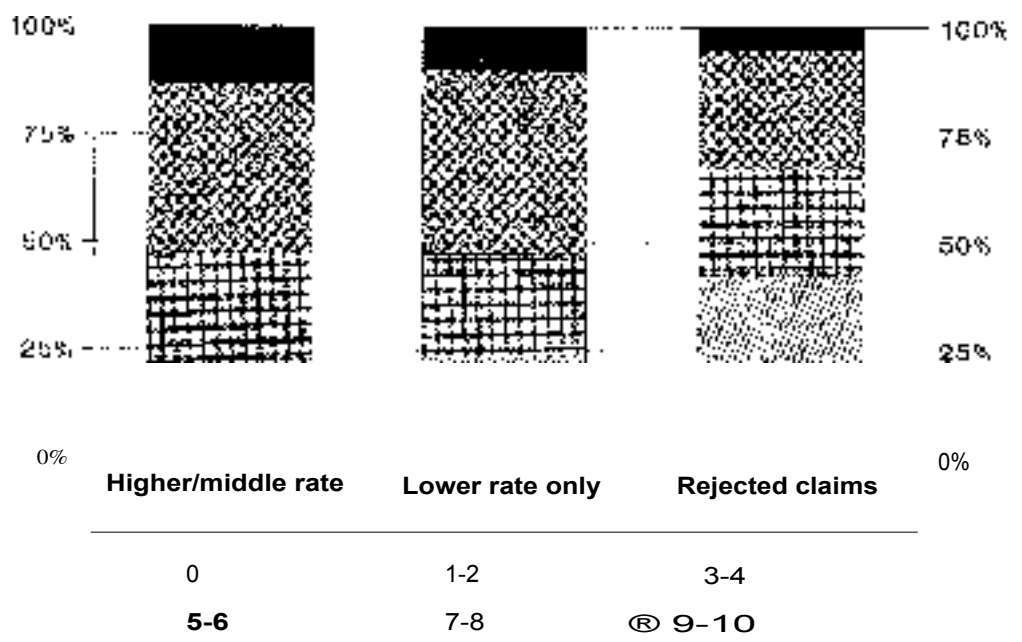 100% 100%
75% 75%
50% 50%
25% 25%
0% 0%
Higher/middle rate Lower rate only Rejected claims
0 1-2 3-4
5-6 7-8 ® 9-10